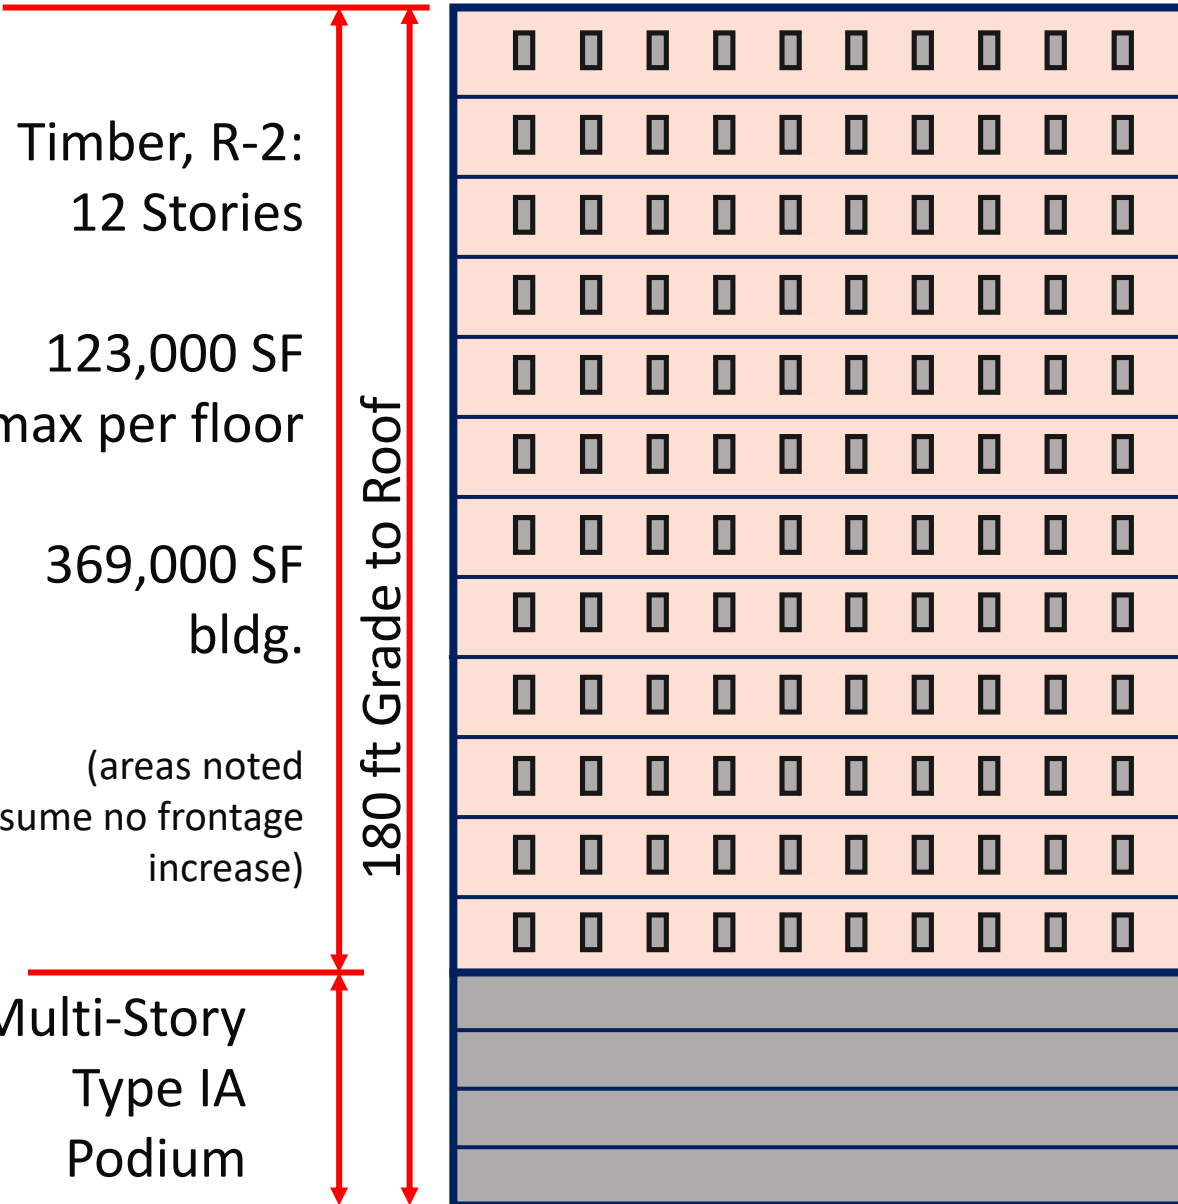 Timber, R-2:
12 Stories
123,000 SF
max per floor
369,000 SF
bldg.
(areas noted
sume no frontage
increase)
180 ft Grade to Roof
Multi-Story
Type IA
Podium